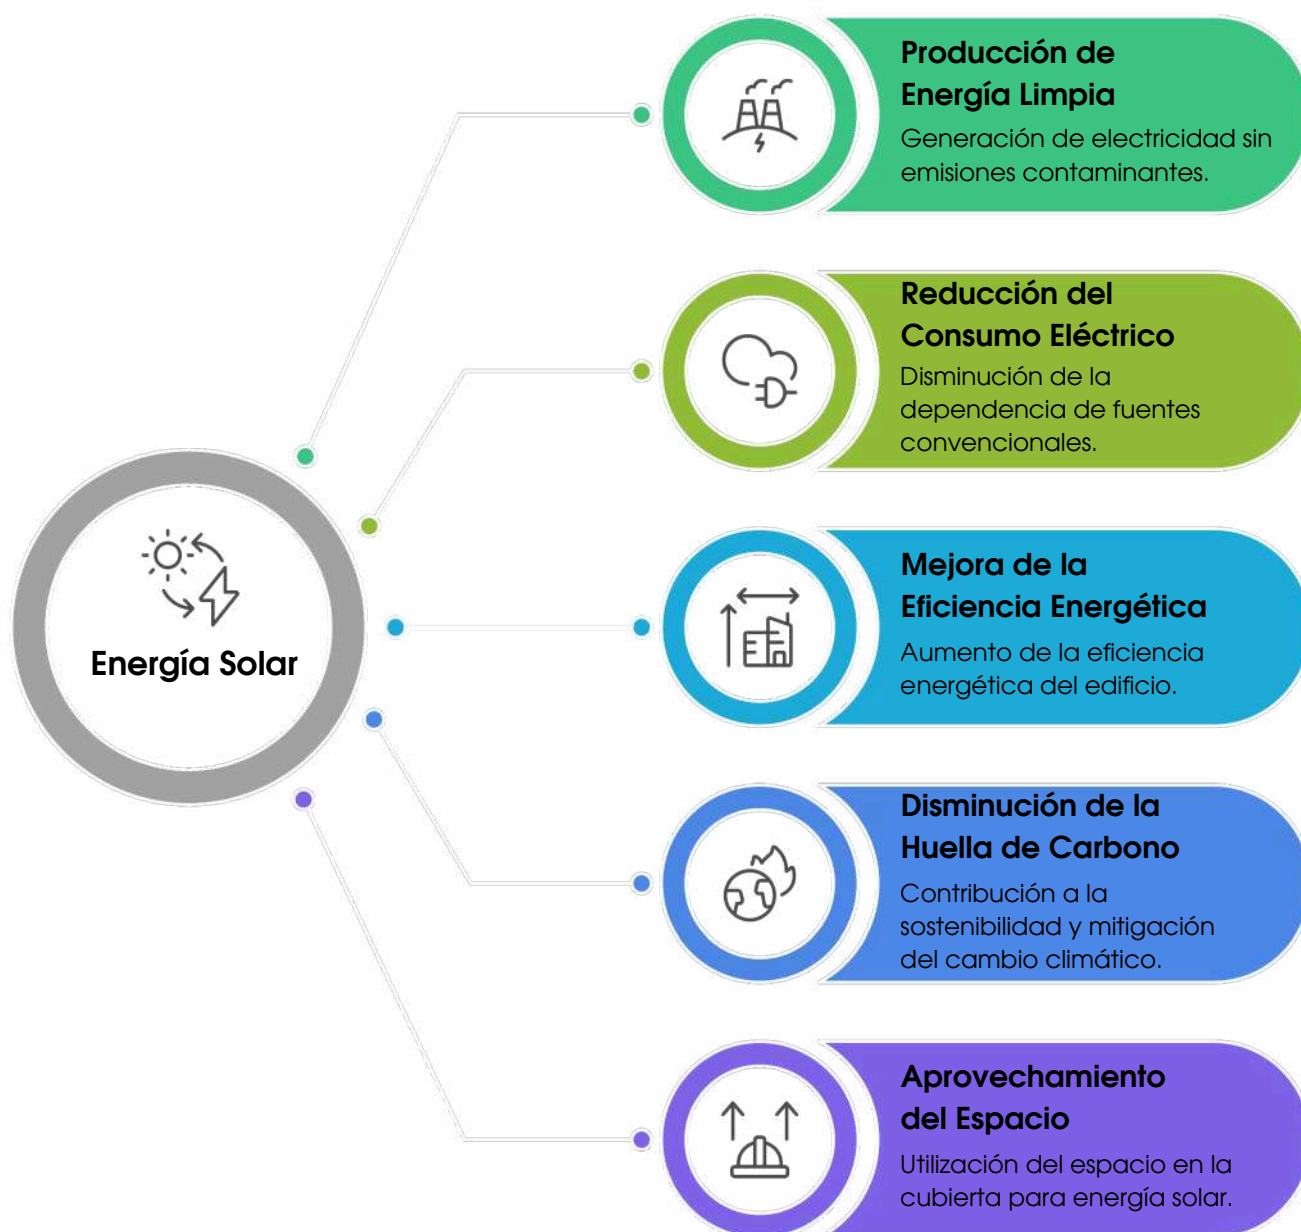 Producción de
Energía Limpia
Generación de electricidad sin
emisiones contaminantes.
Reducción del
Consumo Eléctrico
Disminución de la
dependencia de fuentes
convencionales.
Energía Solar
Mejora de la
Eficiencia Energética
Aumento de la eficiencia
energética del edificio.
Disminución de la
Huella de Carbono
Contribución a la
sostenibilidad y mitigación
del cambio climático.
Aprovechamiento
del Espacio
Utilización del espacio en la
cubierta para energía solar.